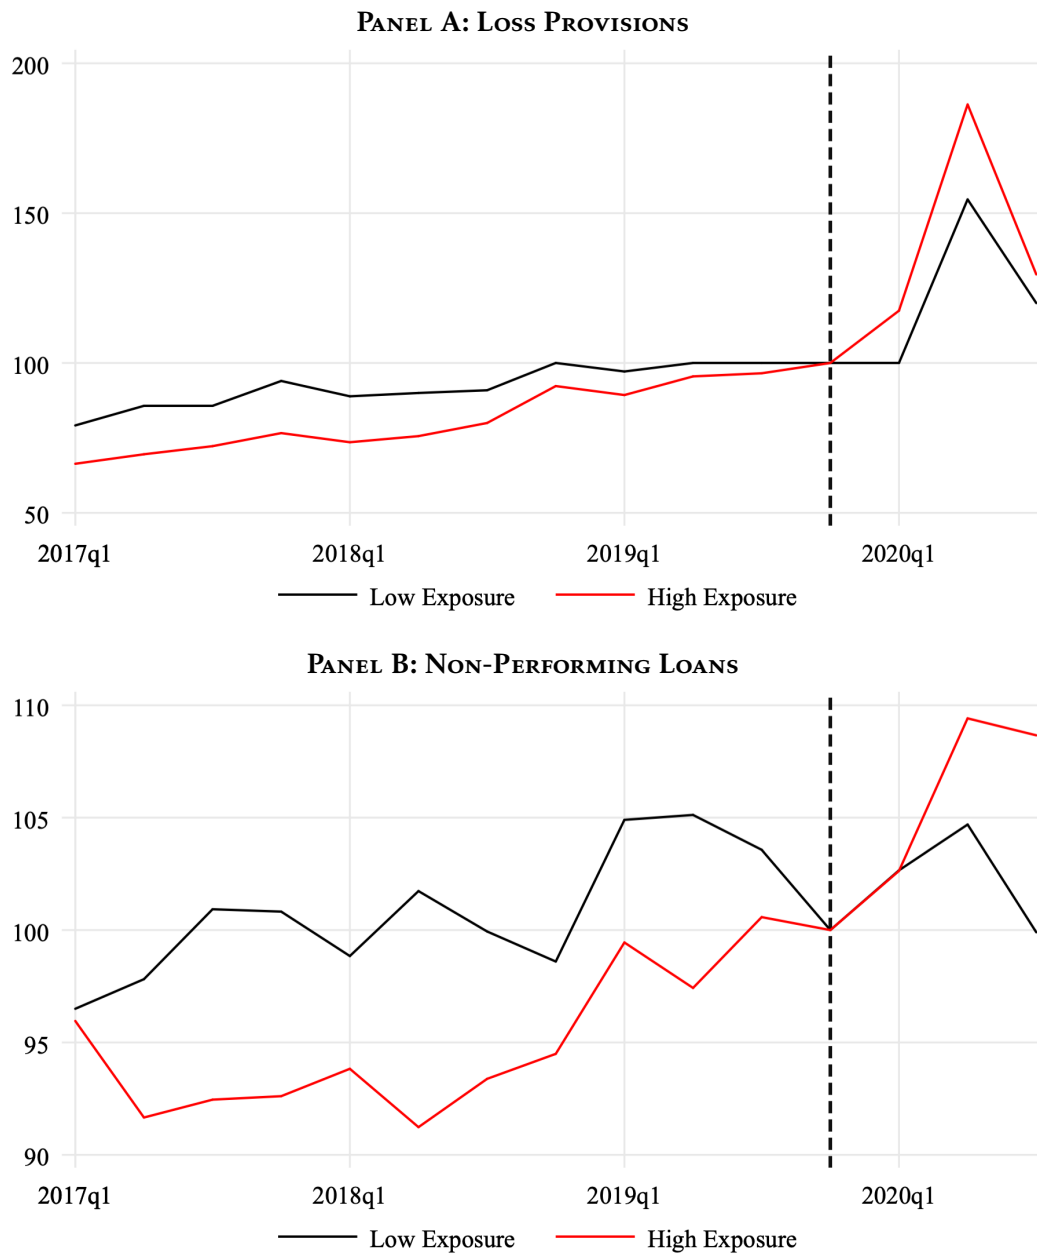 Panel A: Loss Provisions
200
150
100
50
2017q1 2018q1 2019q1 2020q1
Low Exposure High Exposure
Panel B: Non-Performing Loans
110
105
100
95
90
2017q1 2018q1 2019q1 2020q1
Low Exposure High Exposure